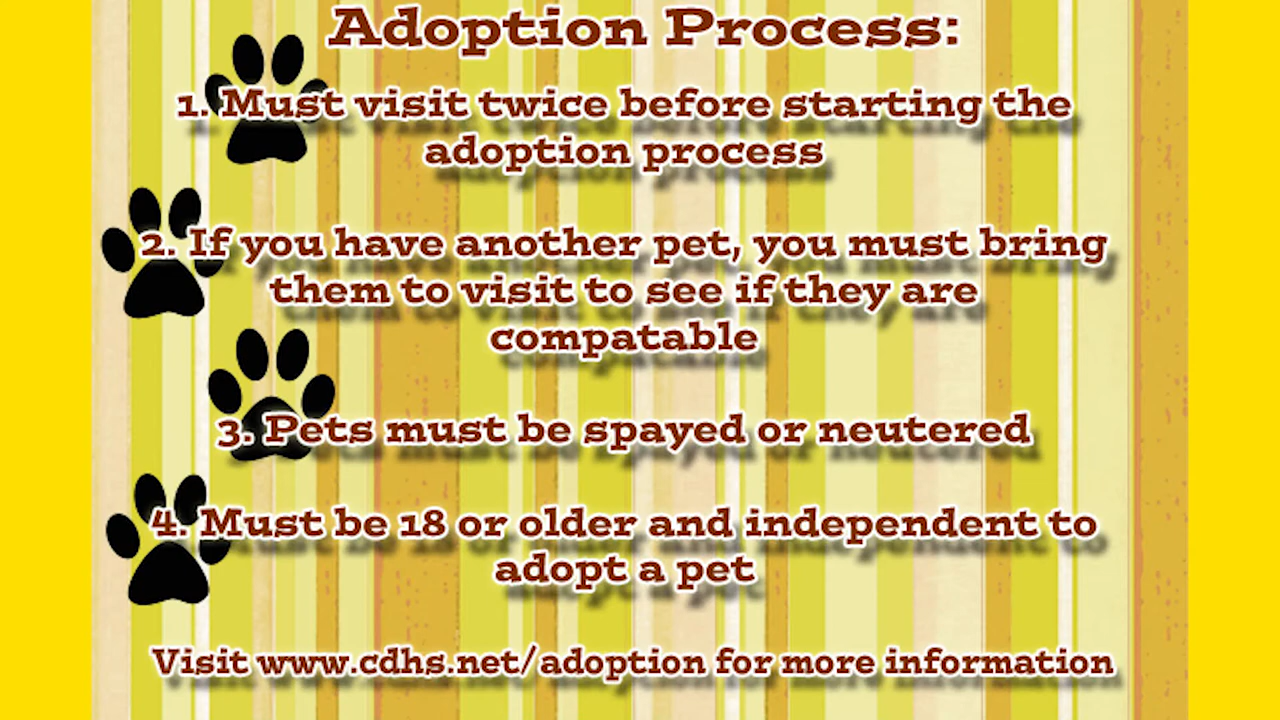 Adoption Process:
1. Must visit twice before starting the
adoption process
2. If you have another pet, you must bring
them to visit to see if they are
compatable
3. Pets must be spayed or neutered
4. Must be 18 or older and independent to
adopt a pet
Visit www.cdhs.net/adoption for more information